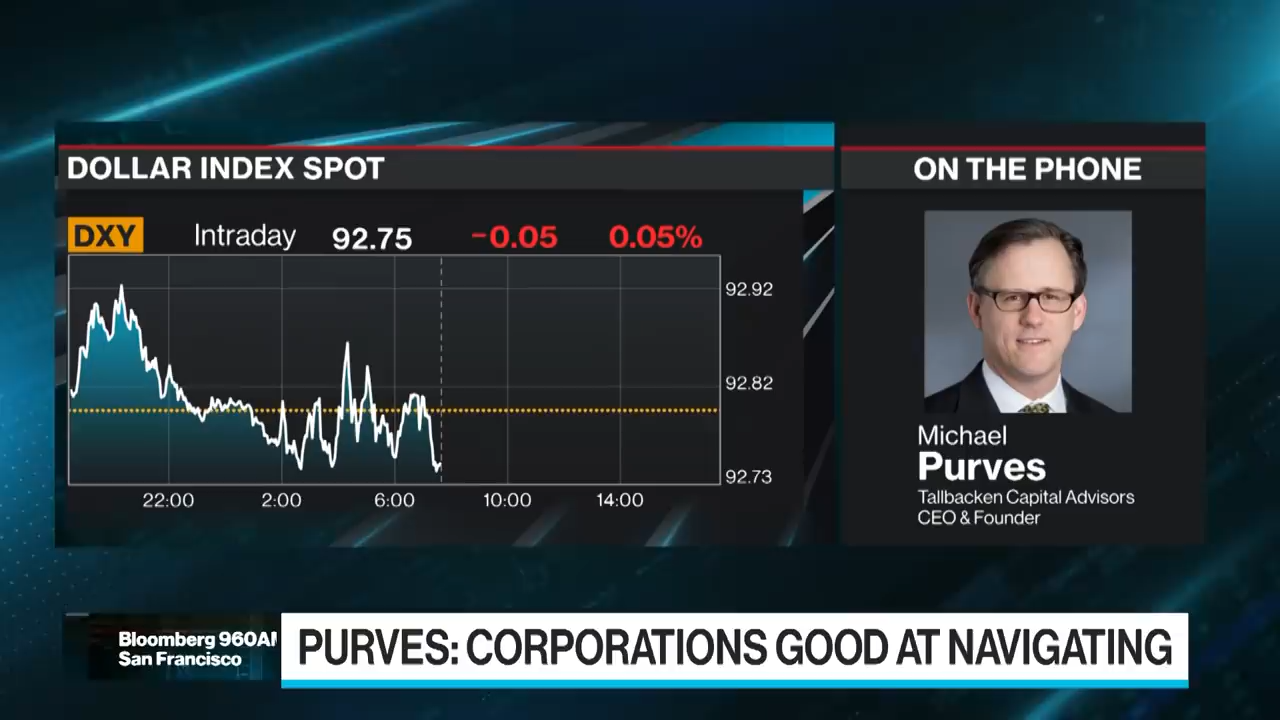 DOLLAR INDEX SPOT
DXY Intraday 92.75 −0.05 0.05%
92.92
92.82
92.73
22:00 2:00 6:00 10:00 14:00
ON THE PHONE
Michael
Purves
Tallbacken Capital Advisors
CEO & Founder
Bloomberg 960AM
San Francisco
PURVES: CORPORATIONS GOOD AT NAVIGATING